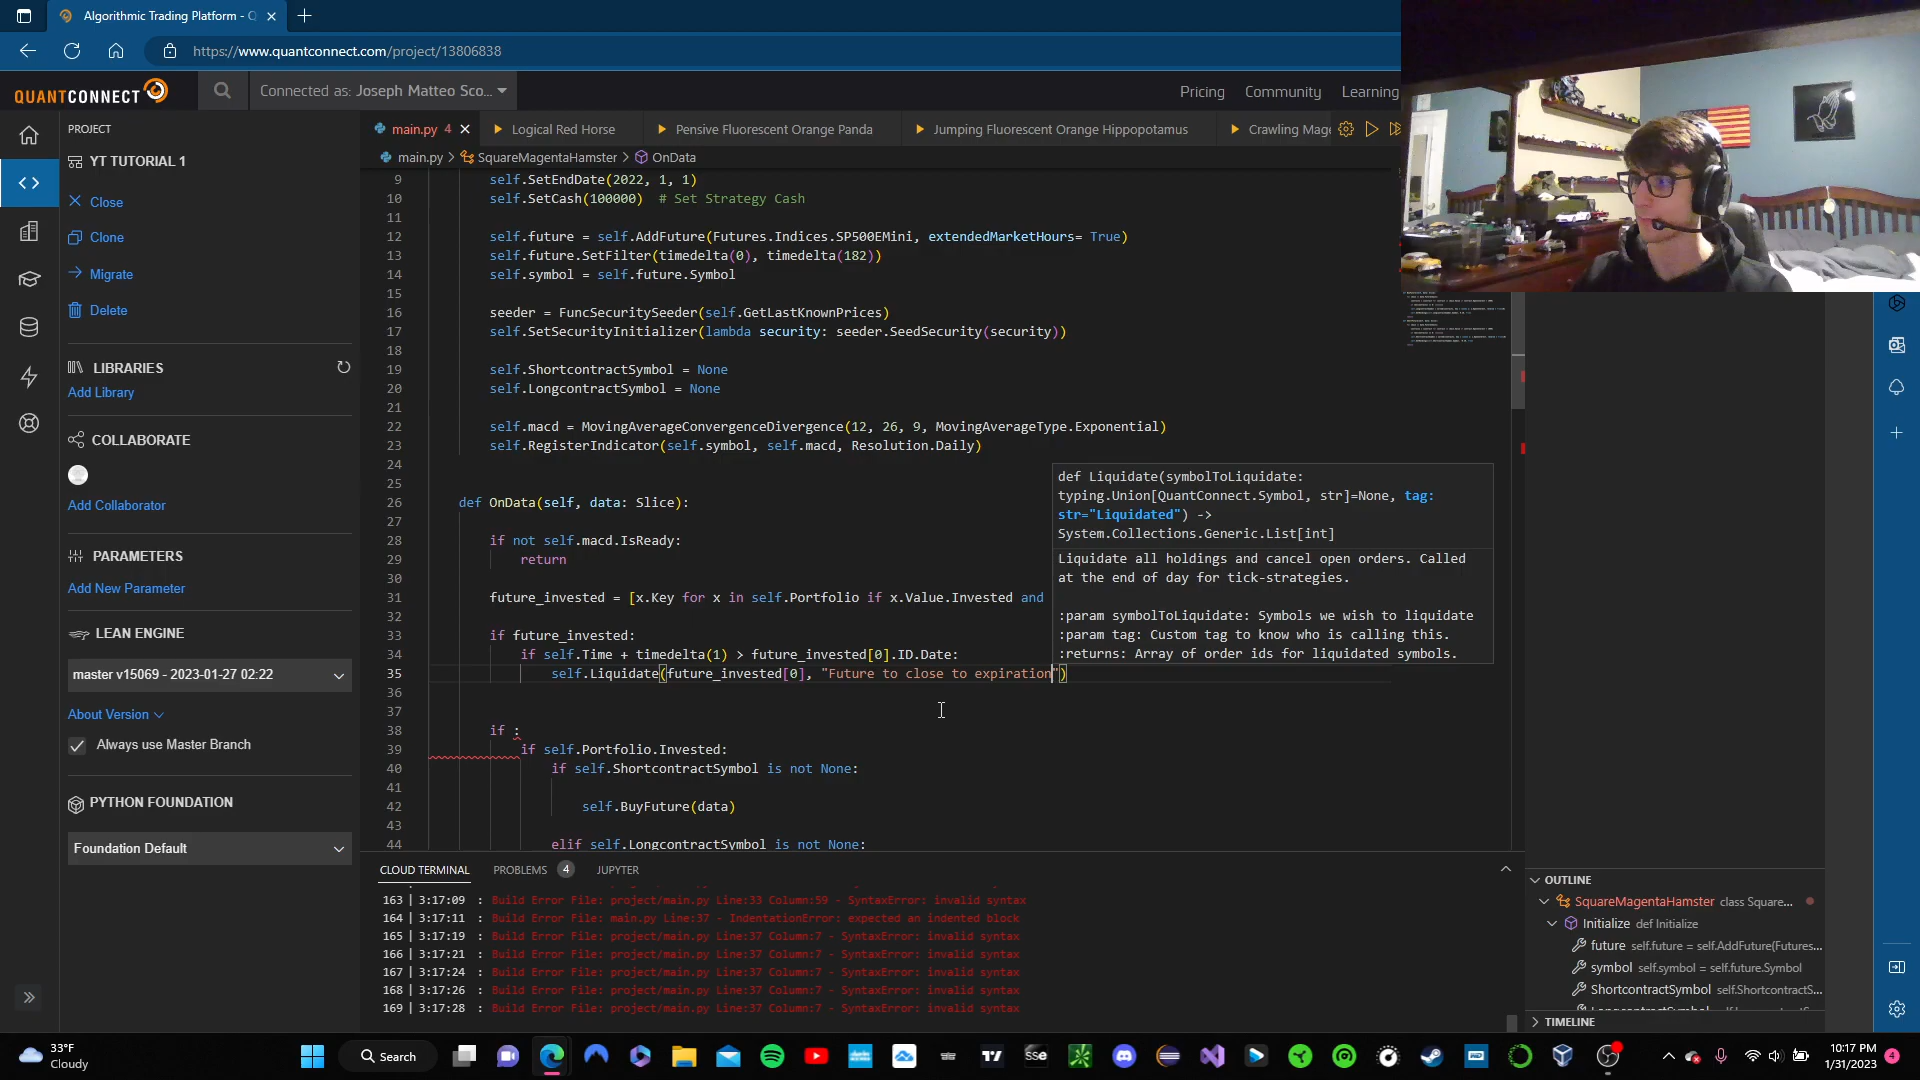 Algorithmic Trading Platform - Q
https://www.quantconnect.com/project/13806838
QUANTCONNECT
Connected as: Joseph Matteo Sco...
Pricing
Community
Learning
PROJECT
YT TUTORIAL 1
Close
Clone
Migrate
Delete
LIBRARIES
Add Library
COLLABORATE
Add Collaborator
PARAMETERS
Add New Parameter
LEAN ENGINE
master v15069 - 2023-01-27 02:22
About Version
Always use Master Branch
PYTHON FOUNDATION
Foundation Default
main.py 4
Logical Red Horse
Pensive Fluorescent Orange Panda
Jumping Fluorescent Orange Hippopotamus
Crawling Mage
main.py > SquareMagentaHamster > OnData
9 self.SetEndDate(2022, 1, 1)
10 self.SetCash(100000) # Set Strategy Cash
11
12 self.future = self.AddFuture(Futures.Indices.SP500EMini, extendedMarketHours= True)
13 self.future.SetFilter(timedelta(0), timedelta(182))
14 self.symbol = self.future.Symbol
15
16 seeder = FuncSecuritySeeder(self.GetLastKnownPrices)
17 self.SetSecurityInitializer(lambda security: seeder.SeedSecurity(security))
18
19 self.ShortcontractSymbol = None
20 self.LongcontractSymbol = None
21
22 self.macd = MovingAverageConvergenceDivergence(12, 26, 9, MovingAverageType.Exponential)
23 self.RegisterIndicator(self.symbol, self.macd, Resolution.Daily)
24
25
26 def OnData(self, data: Slice):
27
28 if not self.macd.IsReady:
29 return
30
31 future_invested = [x.Key for x in self.Portfolio if x.Value.Invested and
32
33 if future_invested:
34 if self.Time + timedelta(1) > future_invested[0].ID.Date:
35 self.Liquidate(future_invested[0], "Future to close to expiration")
36
37
38 if :
39 if self.Portfolio.Invested:
40 if self.ShortcontractSymbol is not None:
41
42 self.BuyFuture(data)
43
44 elif self.LongcontractSymbol is not None:
def Liquidate(symbolToLiquidate:
typing.Union[QuantConnect.Symbol, str]=None, tag:
str="Liquidated") ->
System.Collections.Generic.List[int]
Liquidate all holdings and cancel open orders. Called
at the end of day for tick-strategies.
:param symbolToLiquidate: Symbols we wish to liquidate
:param tag: Custom tag to know who is calling this.
:returns: Array of order ids for liquidated symbols.
CLOUD TERMINAL
PROBLEMS 4
JUPYTER
163 | 3:17:09 : Build Error File: project/main.py Line:33 Column:59 - SyntaxError: invalid syntax
164 | 3:17:11 : Build Error File: main.py Line:37 - IndentationError: expected an indented block
165 | 3:17:19 : Build Error File: project/main.py Line:37 Column:7 - SyntaxError: invalid syntax
166 | 3:17:21 : Build Error File: project/main.py Line:37 Column:7 - SyntaxError: invalid syntax
167 | 3:17:24 : Build Error File: project/main.py Line:37 Column:7 - SyntaxError: invalid syntax
168 | 3:17:26 : Build Error File: project/main.py Line:37 Column:7 - SyntaxError: invalid syntax
169 | 3:17:28 : Build Error File: project/main.py Line:37 Column:7 - SyntaxError: invalid syntax
OUTLINE
SquareMagentaHamster class Square...
Initialize def Initialize
future self.future = self.AddFuture(Futures...
symbol self.symbol = self.future.Symbol
ShortcontractSymbol self.ShortcontractS...
TIMELINE
33°F
Cloudy
Search
10:17 PM
1/31/2023
4